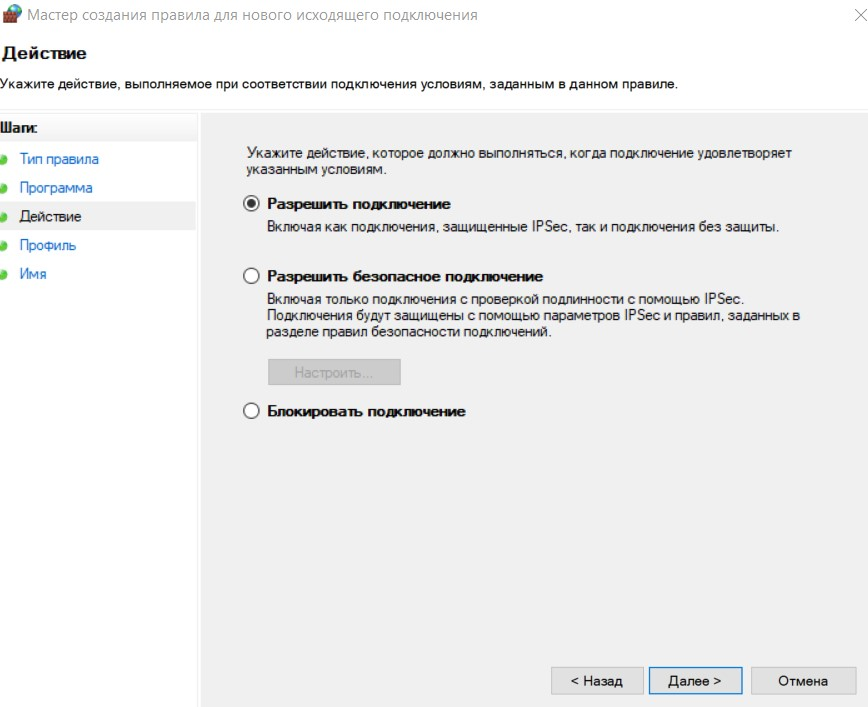 Мастер создания правила для нового исходящего подключения
Действие
Укажите действие, выполняемое при соответствии подключения условиям, заданным в данном правиле.
Шаги:
Тип правила
Программа
Действие
Профиль
Имя
Укажите действие, которое должно выполняться, когда подключение удовлетворяет
указанным условиям.
Разрешить подключение
Включая как подключения, защищенные IPSec, так и подключения без защиты.
Разрешить безопасное подключение
Включая только подключения с проверкой подлинности с помощью IPSec.
Подключения будут защищены с помощью параметров IPSec и правил, заданных в
разделе правил безопасности подключений.
Настроить...
Блокировать подключение
< Назад
Далее >
Отмена